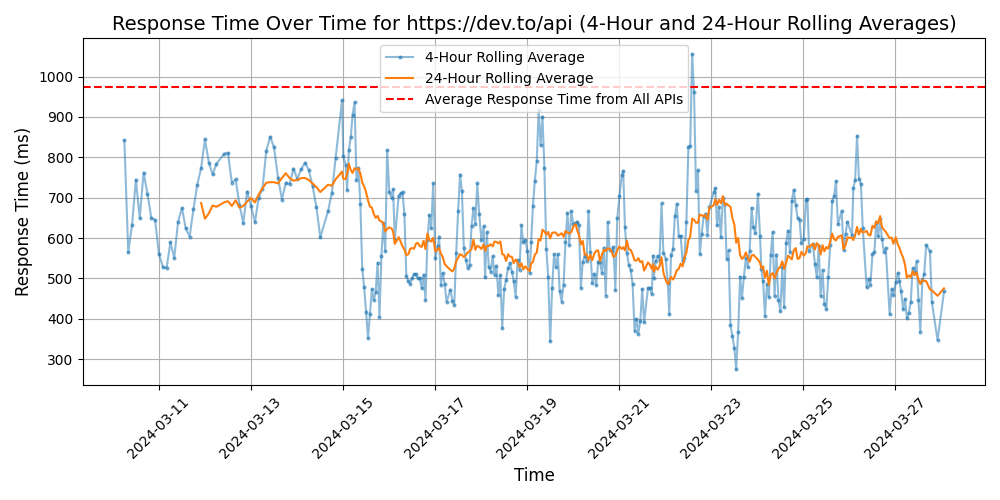 Response Time Over Time for https://dev.to/api (4-Hour and 24-Hour Rolling Averages)
4-Hour Rolling Average
24-Hour Rolling Average
Average Response Time from All APIs
Response Time (ms)
1000
900
800
700
600
500
400
300
2024-03-11
2024-03-13
2024-03-15
2024-03-17
2024-03-19
2024-03-21
2024-03-23
2024-03-25
2024-03-27
Time